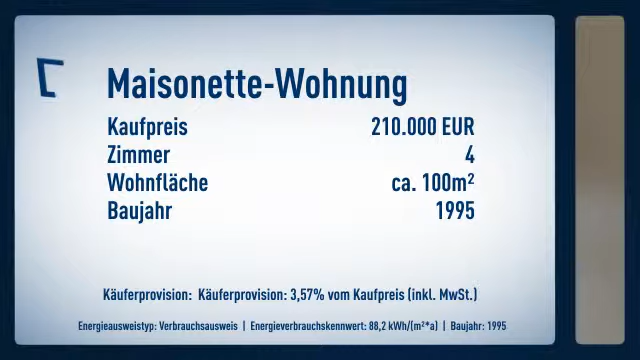 Maisonette-Wohnung
Kaufpreis 210.000 EUR
Zimmer 4
Wohnfläche ca. 100m²
Baujahr 1995
Käuferprovision: Käuferprovision: 3,57% vom Kaufpreis (inkl. MwSt.)
Energieausweistyp: Verbrauchsausweis | Energieverbrauchskennwert: 88,2 kWh/(m²*a) | Baujahr: 1995